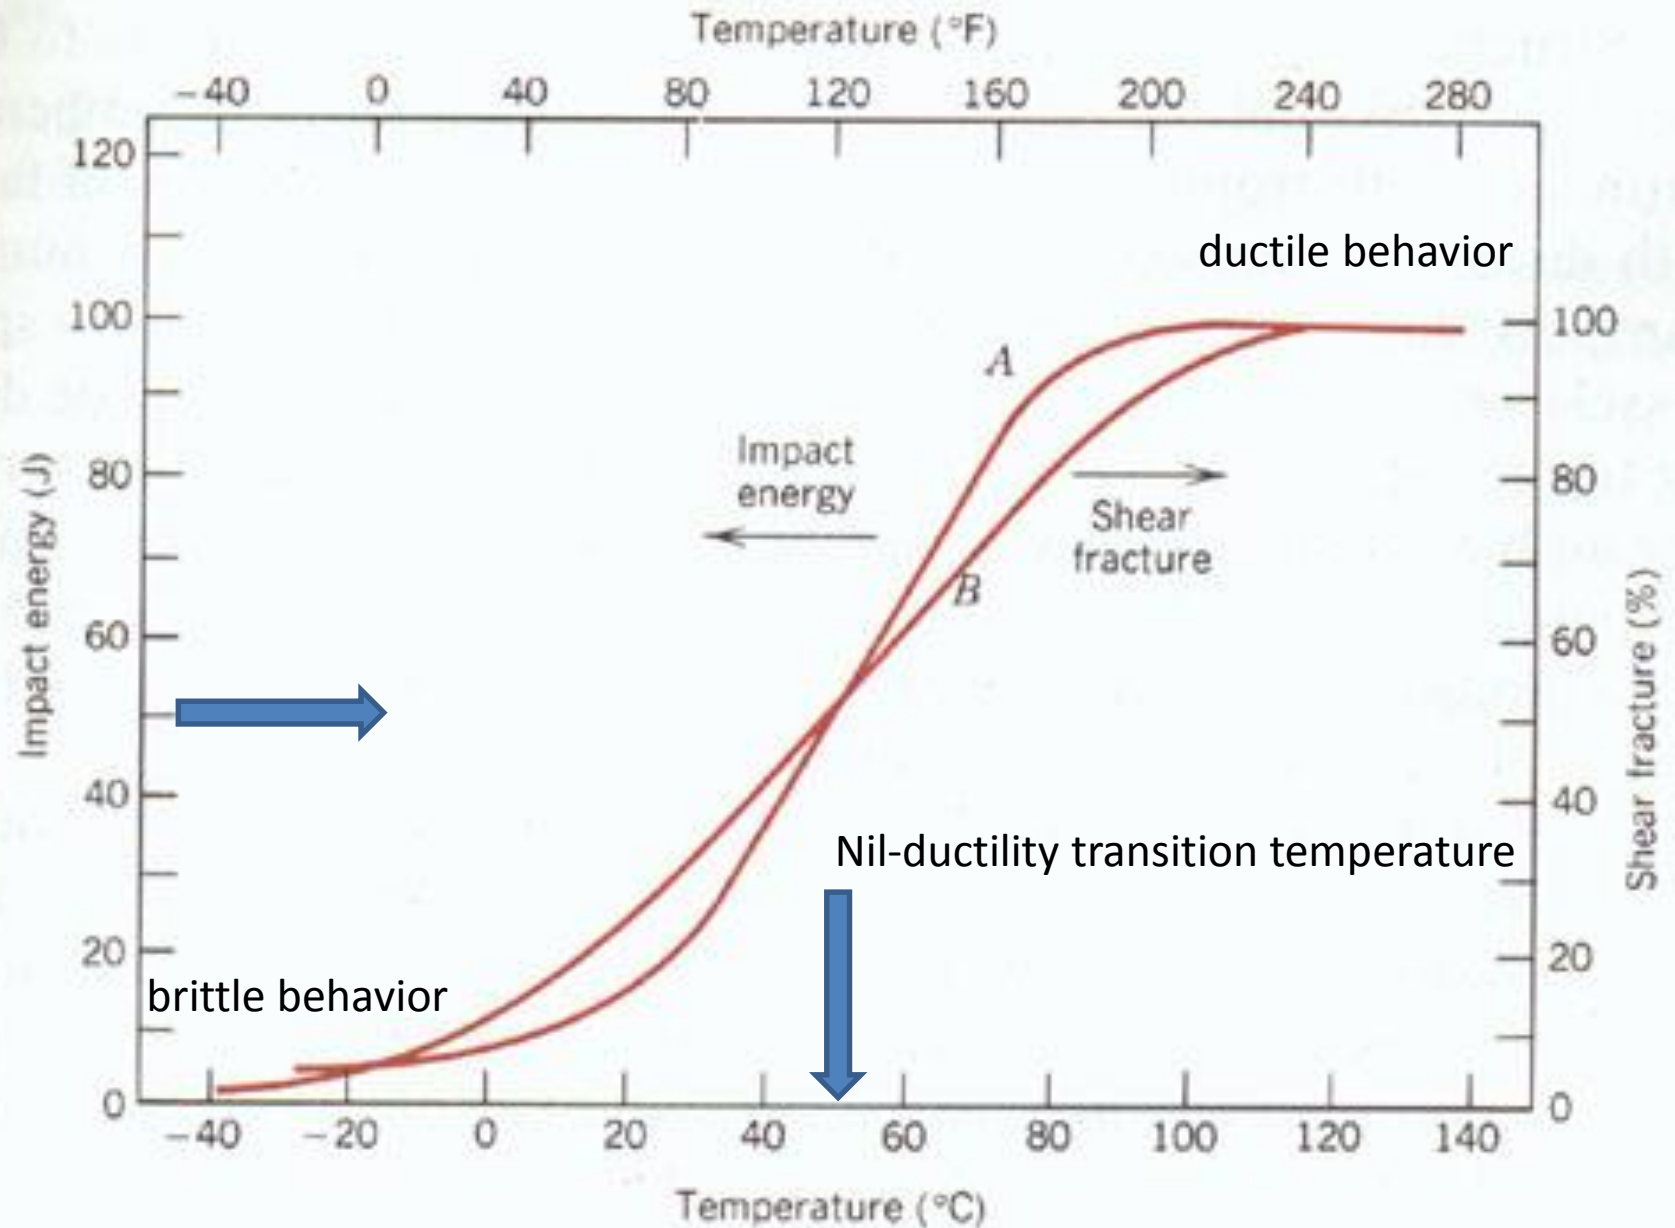 Temperature (°F)
−40 0 40 80 120 160 200 240 280
120
ductile behavior
100
100
A
Impact
energy
80
80
Shear
fracture
B
60
60
Impact energy (J)
Shear fracture (%)
40
40
Nil-ductility transition temperature
20
20
brittle behavior
0
0
−40 −20 0 20 40 60 80 100 120 140
Temperature (°C)